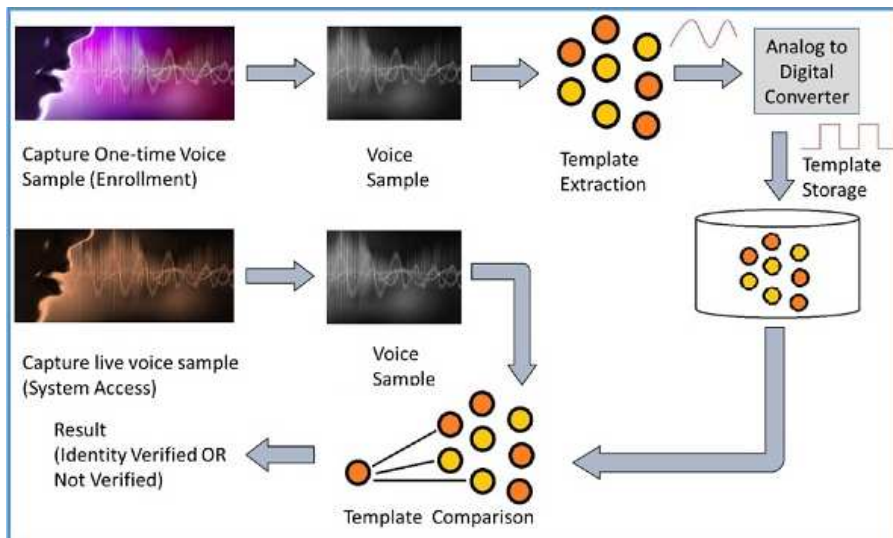 Capture One-time Voice
Sample (Enrollment)
Voice
Sample
Template
Extraction
Analog to
Digital
Converter
Template
Storage
Capture live voice sample
(System Access)
Voice
Sample
Result
(Identity Verified OR
Not Verified)
Template Comparison